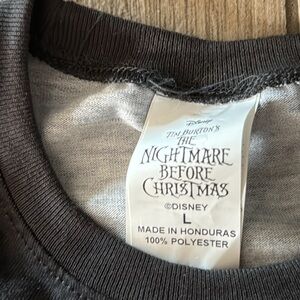 Disney
TIM BURTON'S
THE
NIGHTMARE
BEFORE
CHRISTMAS
©DISNEY
L
MADE IN HONDURAS
100% POLYESTER